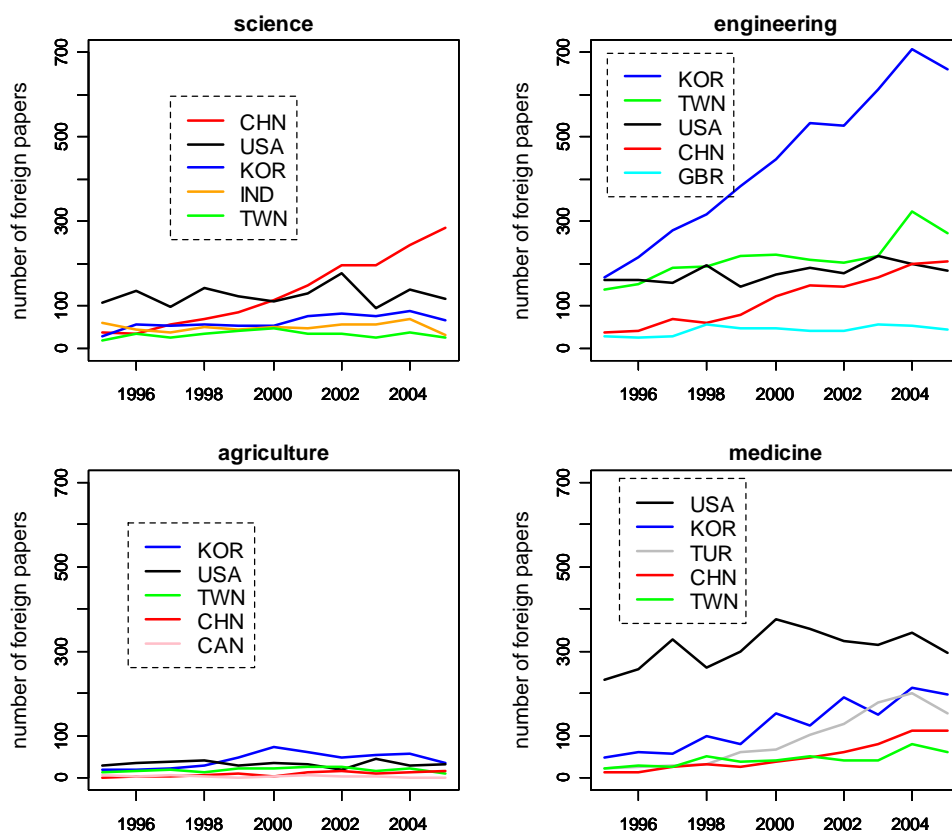 science
number of foreign papers
0
100
300
500
700
CHN
USA
KOR
IND
TWN
1996 1998 2000 2002 2004
engineering
number of foreign papers
0
100
300
500
700
KOR
TWN
USA
CHN
GBR
1996 1998 2000 2002 2004
agriculture
number of foreign papers
0
100
300
500
700
KOR
USA
TWN
CHN
CAN
1996 1998 2000 2002 2004
medicine
number of foreign papers
0
100
300
500
700
USA
KOR
TUR
CHN
TWN
1996 1998 2000 2002 2004